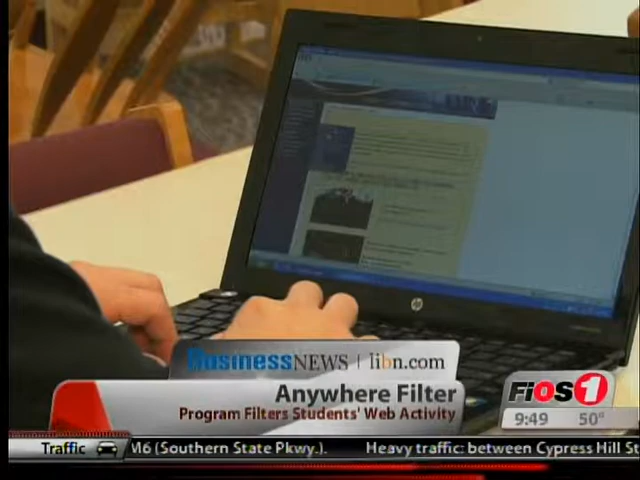 hp
BUSINESSNEWS | libn.com
Anywhere Filter
Program Filters Students' Web Activity
FiOS1
9:49 50°
Traffic M6 (Southern State Pkwy.). Heavy traffic: between Cypress Hill St